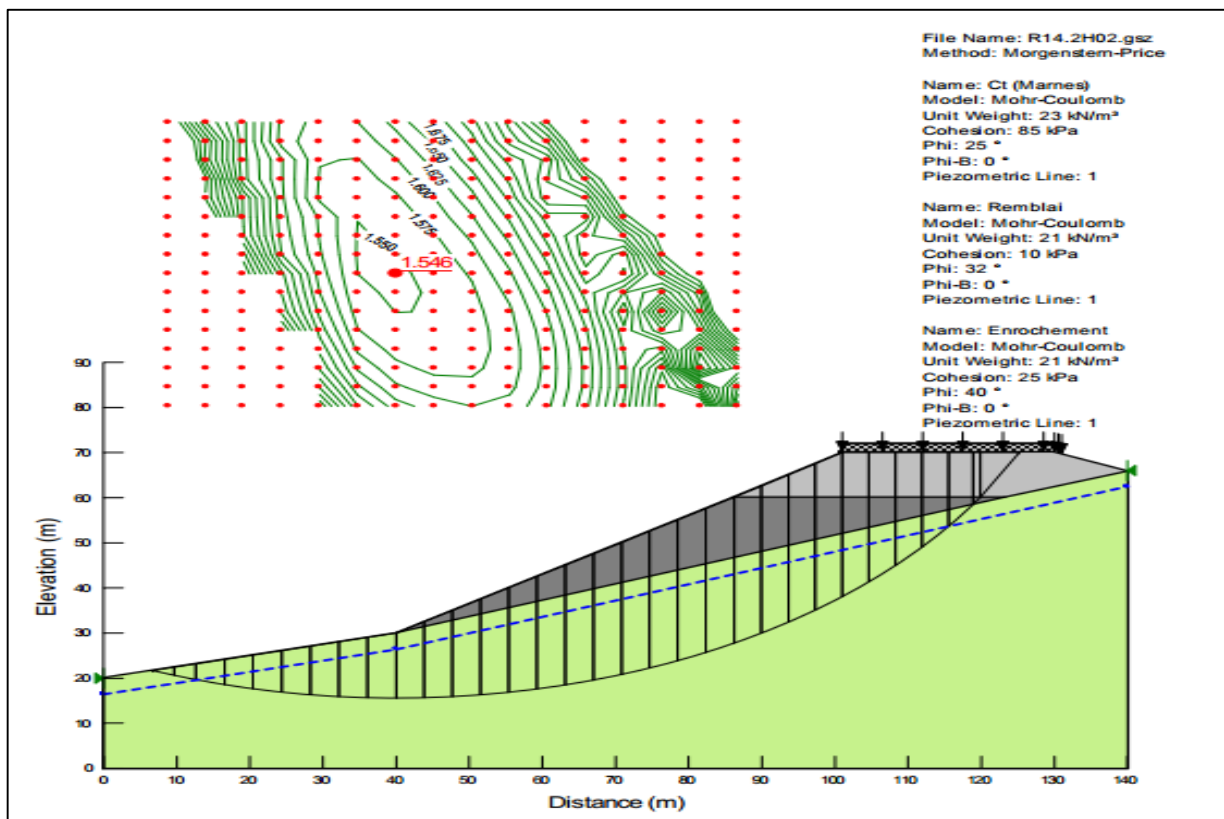 File Name: R14.2H02.gsz
Method: Morgenstern-Price
Name: Ct (Marnes)
Model: Mohr-Coulomb
Unit Weight: 23 kN/m³
Cohesion: 85 kPa
Phi: 25 °
Phi-B: 0 °
Piezometric Line: 1
Name: Remblai
Model: Mohr-Coulomb
Unit Weight: 21 kN/m³
Cohesion: 10 kPa
Phi: 32 °
Phi-B: 0 °
Piezometric Line: 1
Name: Enrochement
Model: Mohr-Coulomb
Unit Weight: 21 kN/m³
Cohesion: 25 kPa
Phi: 40 °
Phi-B: 0 °
Piezometric Line: 1
1.675
1.650
1.625
1.600
1.575
1.550
1.546
90
80
70
60
50
40
30
20
10
0
Elevation (m)
0 10 20 30 40 50 60 70 80 90 100 110 120 130 140
Distance (m)